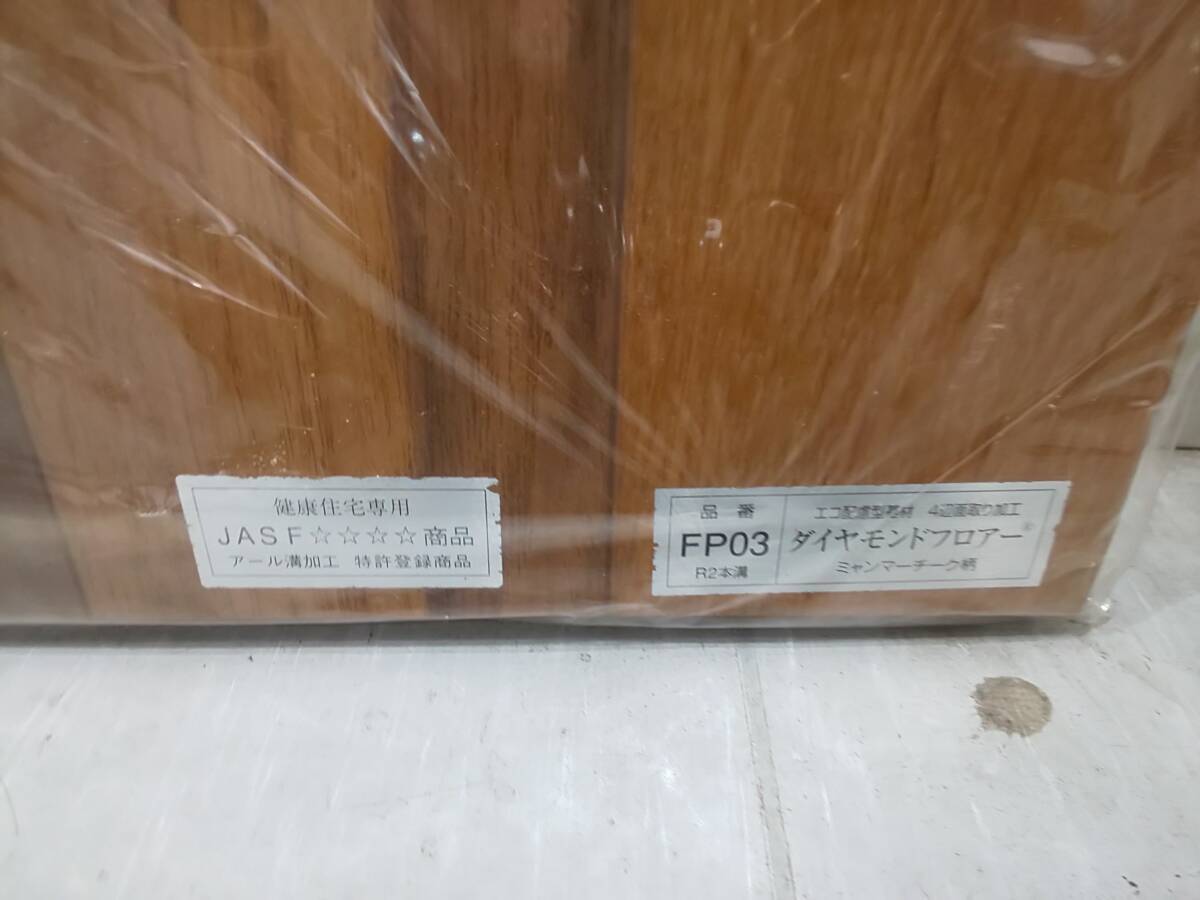 健康住宅専用
JAS F☆☆☆☆商品
アール溝加工 特許登録商品
品番
FP03
R2本溝
エコ配慮型基材 4辺面取り加工
ダイヤモンドフロアー®
ミャンマーチーク柄